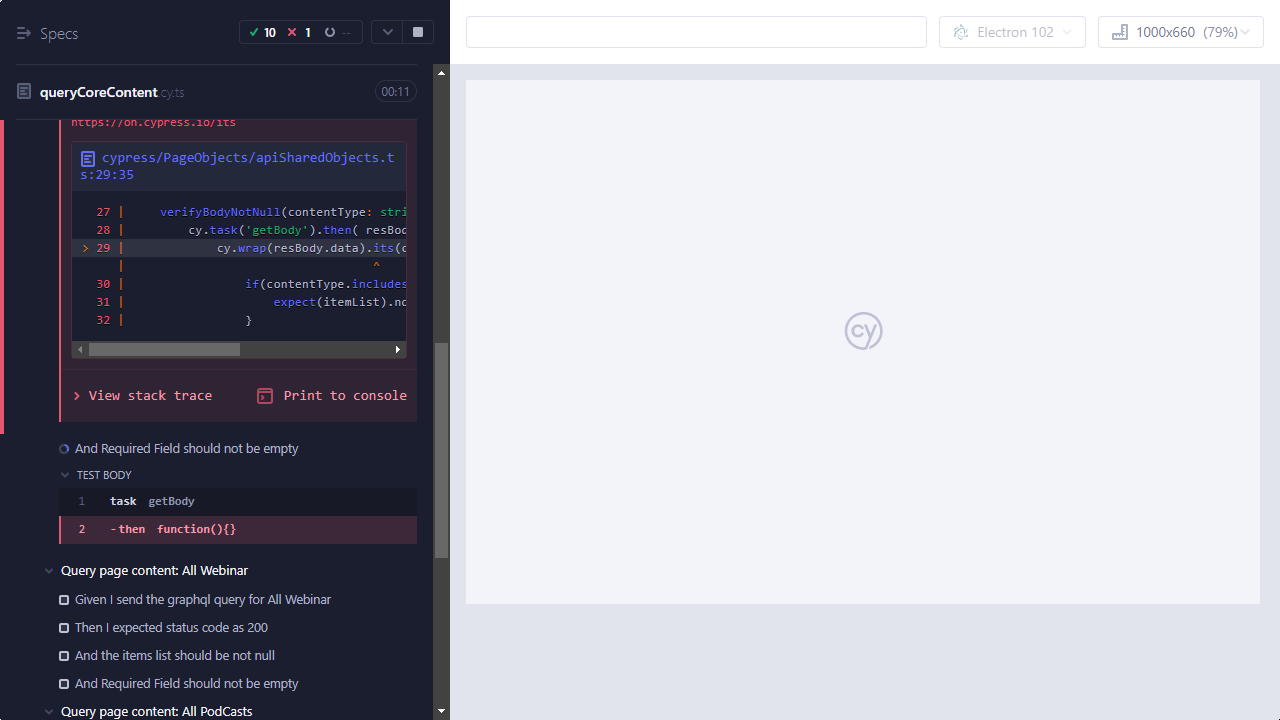 Specs
10 1 --
Electron 102
1000x660 (79%)
queryCoreContent.cy.ts
00:11
https://on.cypress.io/its
cypress/PageObjects/apiSharedObjects.t
s:29:35
27 | verifyBodyNotNull(contentType: stri
28 | cy.task('getBody').then( resBod
> 29 | cy.wrap(resBody.data).its(c
| ^
30 | if(contentType.includes
31 | expect(itemList).no
32 | }
> View stack trace
Print to console
And Required Field should not be empty
TEST BODY
1 task getBody
2 -then function(){}
Query page content: All Webinar
Given I send the graphql query for All Webinar
Then I expected status code as 200
And the items list should be not null
And Required Field should not be empty
Query page content: All PodCasts
cy